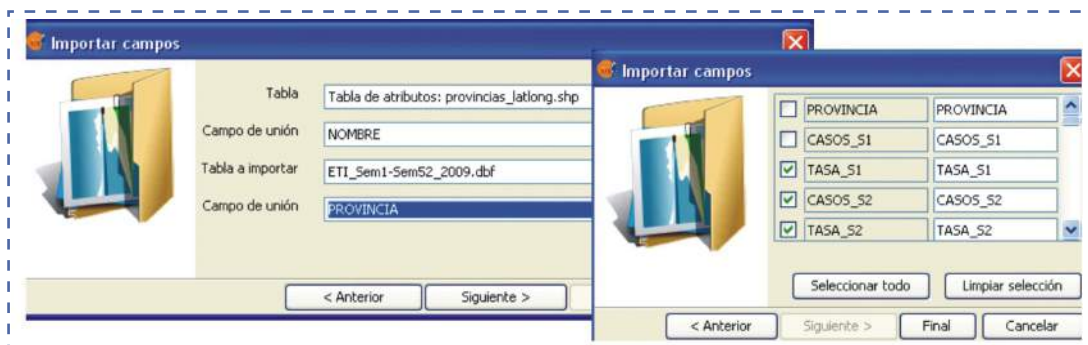 Importar campos
Tabla Tabla de atributos: provincias_latlong.shp
Campo de unión NOMBRE
Tabla a importar ETI_Sem1-Sem52_2009.dbf
Campo de unión PROVINCIA
< Anterior Siguiente >
Importar campos
PROVINCIA PROVINCIA
CASOS_S1 CASOS_S1
TASA_S1 TASA_S1
CASOS_S2 CASOS_S2
TASA_S2 TASA_S2
Seleccionar todo Limpiar selección
< Anterior Siguiente > Final Cancelar